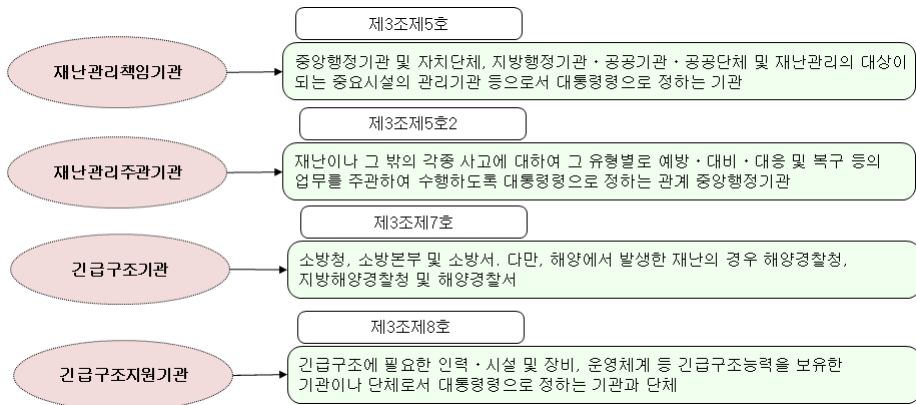 제3조제5호
재난관리책임기관
중앙행정기관 및 자치단체, 지방행정기관・공공기관・공공단체 및 재난관리의 대상이
되는 중요시설의 관리기관 등으로서 대통령령으로 정하는 기관
제3조제5호2
재난관리주관기관
재난이나 그 밖의 각종 사고에 대하여 그 유형별로 예방・대비・대응 및 복구 등의
업무를 주관하여 수행하도록 대통령령으로 정하는 관계 중앙행정기관
제3조제7호
긴급구조기관
소방청, 소방본부 및 소방서. 다만, 해양에서 발생한 재난의 경우 해양경찰청,
지방해양경찰청 및 해양경찰서
제3조제8호
긴급구조지원기관
긴급구조에 필요한 인력・시설 및 장비, 운영체계 등 긴급구조능력을 보유한
기관이나 단체로서 대통령령으로 정하는 기관과 단체